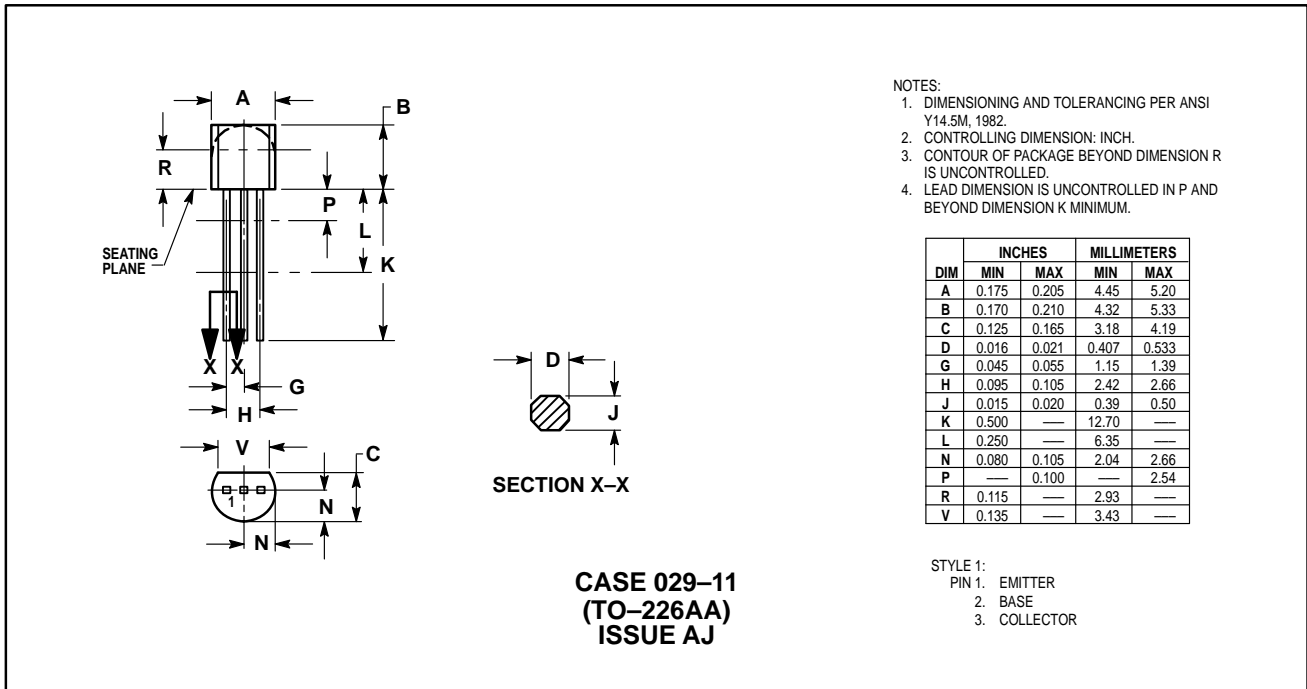 A
B
R
P
L
SEATING
PLANE
K
X X
G
H
V
C
1
N
N
D
J
SECTION X–X
CASE 029–11
(TO–226AA)
ISSUE AJ
NOTES:
1. DIMENSIONING AND TOLERANCING PER ANSI
Y14.5M, 1982.
2. CONTROLLING DIMENSION: INCH.
3. CONTOUR OF PACKAGE BEYOND DIMENSION R
IS UNCONTROLLED.
4. LEAD DIMENSION IS UNCONTROLLED IN P AND
BEYOND DIMENSION K MINIMUM.
INCHES MILLIMETERS
DIM MIN MAX MIN MAX
A 0.175 0.205 4.45 5.20
B 0.170 0.210 4.32 5.33
C 0.125 0.165 3.18 4.19
D 0.016 0.021 0.407 0.533
G 0.045 0.055 1.15 1.39
H 0.095 0.105 2.42 2.66
J 0.015 0.020 0.39 0.50
K 0.500 ––– 12.70 –––
L 0.250 ––– 6.35 –––
N 0.080 0.105 2.04 2.66
P ––– 0.100 ––– 2.54
R 0.115 ––– 2.93 –––
V 0.135 ––– 3.43 –––
STYLE 1:
PIN 1. EMITTER
2. BASE
3. COLLECTOR